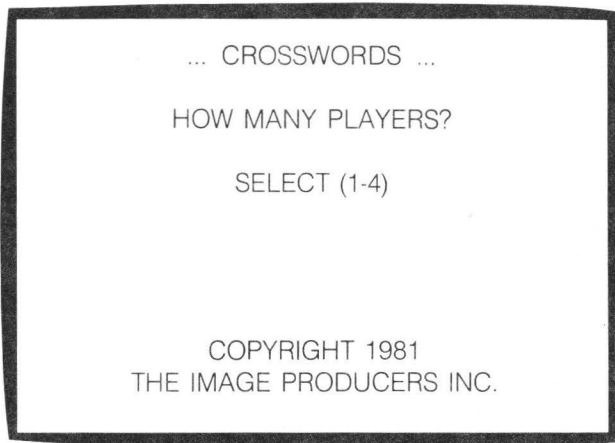 ... CROSSWORDS ...
HOW MANY PLAYERS?
SELECT (1-4)
COPYRIGHT 1981
THE IMAGE PRODUCERS INC.